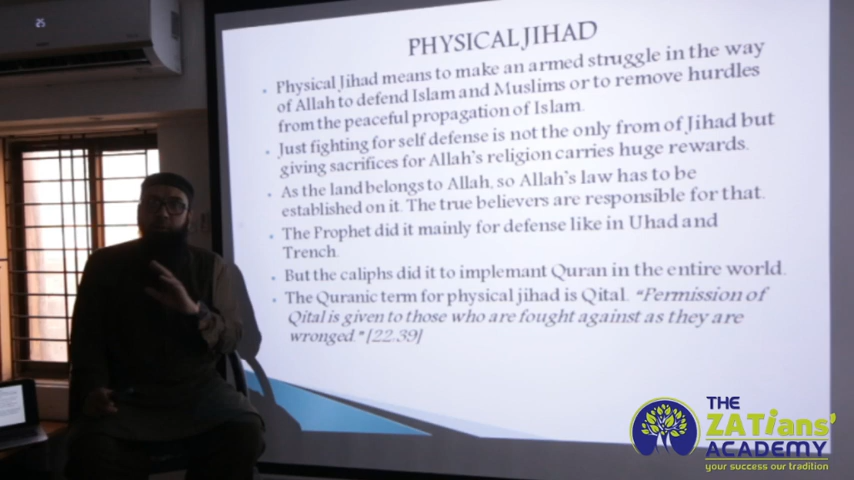 PHYSICAL JIHAD
Physical Jihad means to make an armed struggle in the way
of Allah to defend Islam and Muslims or to remove hurdles
from the peaceful propagation of Islam.
Just fighting for self defense is not the only from of Jihad but
giving sacrifices for Allah's religion carries huge rewards.
As the land belongs to Allah, so Allah's law has to be
established on it. The true believers are responsible for that.
The Prophet did it mainly for defense like in Uhad and
Trench.
But the caliphs did it to implemant Quran in the entire world.
The Quranic term for physical jihad is Qital. “Permission of
Qital is given to those who are fought against as they are
wronged.” [22.39]
THE
ZATians'
ACADEMY
your success our tradition